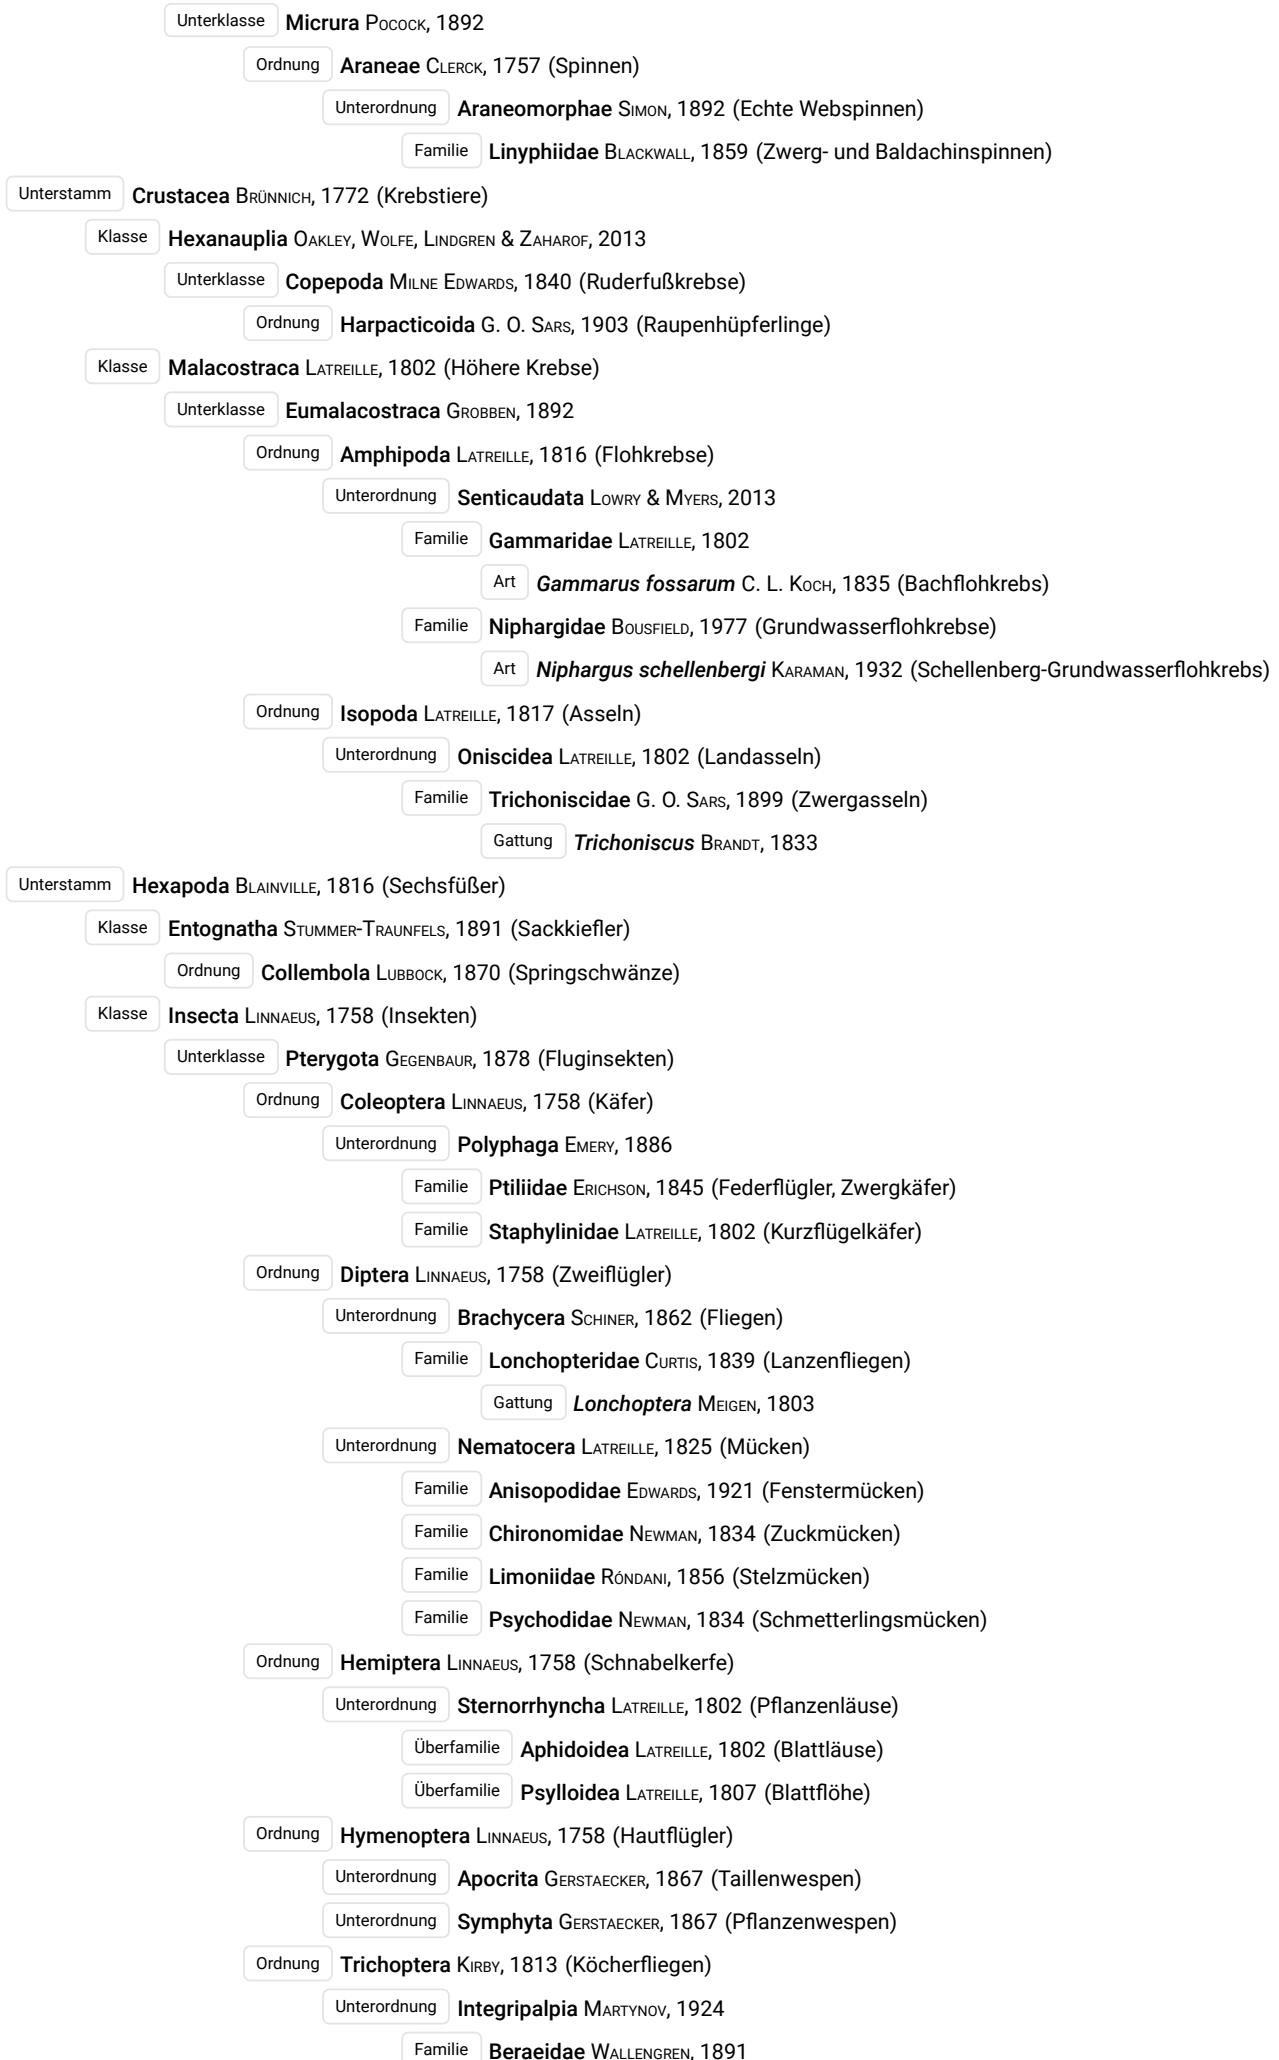 Unterklasse Micrura Pocock, 1892
Ordnung Araneae Clerck, 1757 (Spinnen)
Unterordnung Araneomorphae Simon, 1892 (Echte Webspinnen)
Familie Linyphiidae Blackwall, 1859 (Zwerg- und Baldachinspinnen)
Unterstamm Crustacea Brünnich, 1772 (Krebstiere)
Klasse Hexanauplia Oakley, Wolfe, Lindgren & Zaharof, 2013
Unterklasse Copepoda Milne Edwards, 1840 (Ruderfußkrebse)
Ordnung Harpacticoida G. O. Sars, 1903 (Raupenhüpferlinge)
Klasse Malacostraca Latreille, 1802 (Höhere Krebse)
Unterklasse Eumalacostraca Grobben, 1892
Ordnung Amphipoda Latreille, 1816 (Flohkrebse)
Unterordnung Senticaudata Lowry & Myers, 2013
Familie Gammaridae Latreille, 1802
Art Gammarus fossarum C. L. Koch, 1835 (Bachflohkrebs)
Familie Niphargidae Bousfield, 1977 (Grundwasserflohkrebse)
Art Niphargus schellenbergi Karaman, 1932 (Schellenberg-Grundwasserflohkrebs)
Ordnung Isopoda Latreille, 1817 (Asseln)
Unterordnung Oniscidea Latreille, 1802 (Landasseln)
Familie Trichoniscidae G. O. Sars, 1899 (Zwergasseln)
Gattung Trichoniscus Brandt, 1833
Unterstamm Hexapoda Blainville, 1816 (Sechsfüßer)
Klasse Entognatha Stummer-Traunfels, 1891 (Sackkiefler)
Ordnung Collembola Lubbock, 1870 (Springschwänze)
Klasse Insecta Linnaeus, 1758 (Insekten)
Unterklasse Pterygota Gegenbaur, 1878 (Fluginsekten)
Ordnung Coleoptera Linnaeus, 1758 (Käfer)
Unterordnung Polyphaga Emery, 1886
Familie Ptiliidae Erichson, 1845 (Federflügler, Zwergkäfer)
Familie Staphylinidae Latreille, 1802 (Kurzflügelkäfer)
Ordnung Diptera Linnaeus, 1758 (Zweiflügler)
Unterordnung Brachycera Schiner, 1862 (Fliegen)
Familie Lonchopteridae Curtis, 1839 (Lanzenfliegen)
Gattung Lonchoptera Meigen, 1803
Unterordnung Nematocera Latreille, 1825 (Mücken)
Familie Anisopodidae Edwards, 1921 (Fenstermücken)
Familie Chironomidae Newman, 1834 (Zuckmücken)
Familie Limoniidae Róndani, 1856 (Stelzmücken)
Familie Psychodidae Newman, 1834 (Schmetterlingsmücken)
Ordnung Hemiptera Linnaeus, 1758 (Schnabelkerfe)
Unterordnung Sternorrhyncha Latreille, 1802 (Pflanzenläuse)
Überfamilie Aphidoidea Latreille, 1802 (Blattläuse)
Überfamilie Psylloidea Latreille, 1807 (Blattflöhe)
Ordnung Hymenoptera Linnaeus, 1758 (Hautflügler)
Unterordnung Apocrita Gerstaecker, 1867 (Taillenwespen)
Unterordnung Symphyta Gerstaecker, 1867 (Pflanzenwespen)
Ordnung Trichoptera Kirby, 1813 (Köcherfliegen)
Unterordnung Integripalpia Martynov, 1924
Familie Beraeidae Wallengren, 1891